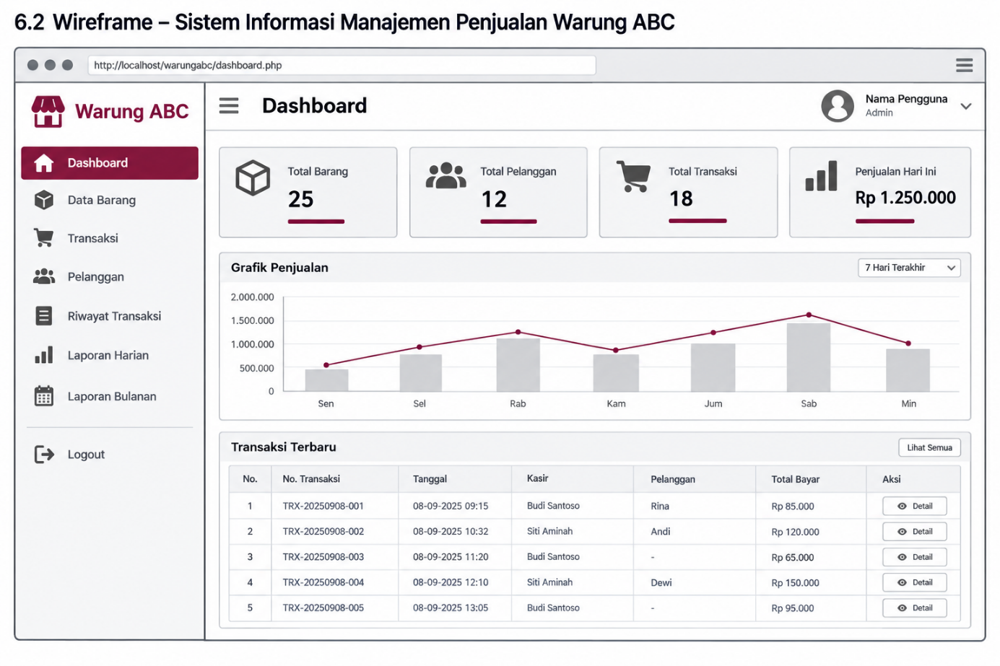 6.2 Wireframe – Sistem Informasi Manajemen Penjualan Warung ABC
http://localhost/warungabc/dashboard.php
Warung ABC
Dashboard
Nama Pengguna
Admin
Dashboard
Data Barang
Transaksi
Pelanggan
Riwayat Transaksi
Laporan Harian
Laporan Bulanan
Logout
Total Barang
25
Total Pelanggan
12
Total Transaksi
18
Penjualan Hari Ini
Rp 1.250.000
Grafik Penjualan
7 Hari Terakhir
2.000.000
1.500.000
1.000.000
500.000
0
Sen Sel Rab Kam Jum Sab Min
Transaksi Terbaru
Lihat Semua
No. No. Transaksi Tanggal Kasir Pelanggan Total Bayar Aksi
1 TRX-20250908-001 08-09-2025 09:15 Budi Santoso Rina Rp 85.000 Detail
2 TRX-20250908-002 08-09-2025 10:32 Siti Aminah Andi Rp 120.000 Detail
3 TRX-20250908-003 08-09-2025 11:20 Budi Santoso - Rp 65.000 Detail
4 TRX-20250908-004 08-09-2025 12:10 Siti Aminah Dewi Rp 150.000 Detail
5 TRX-20250908-005 08-09-2025 13:05 Budi Santoso - Rp 95.000 Detail